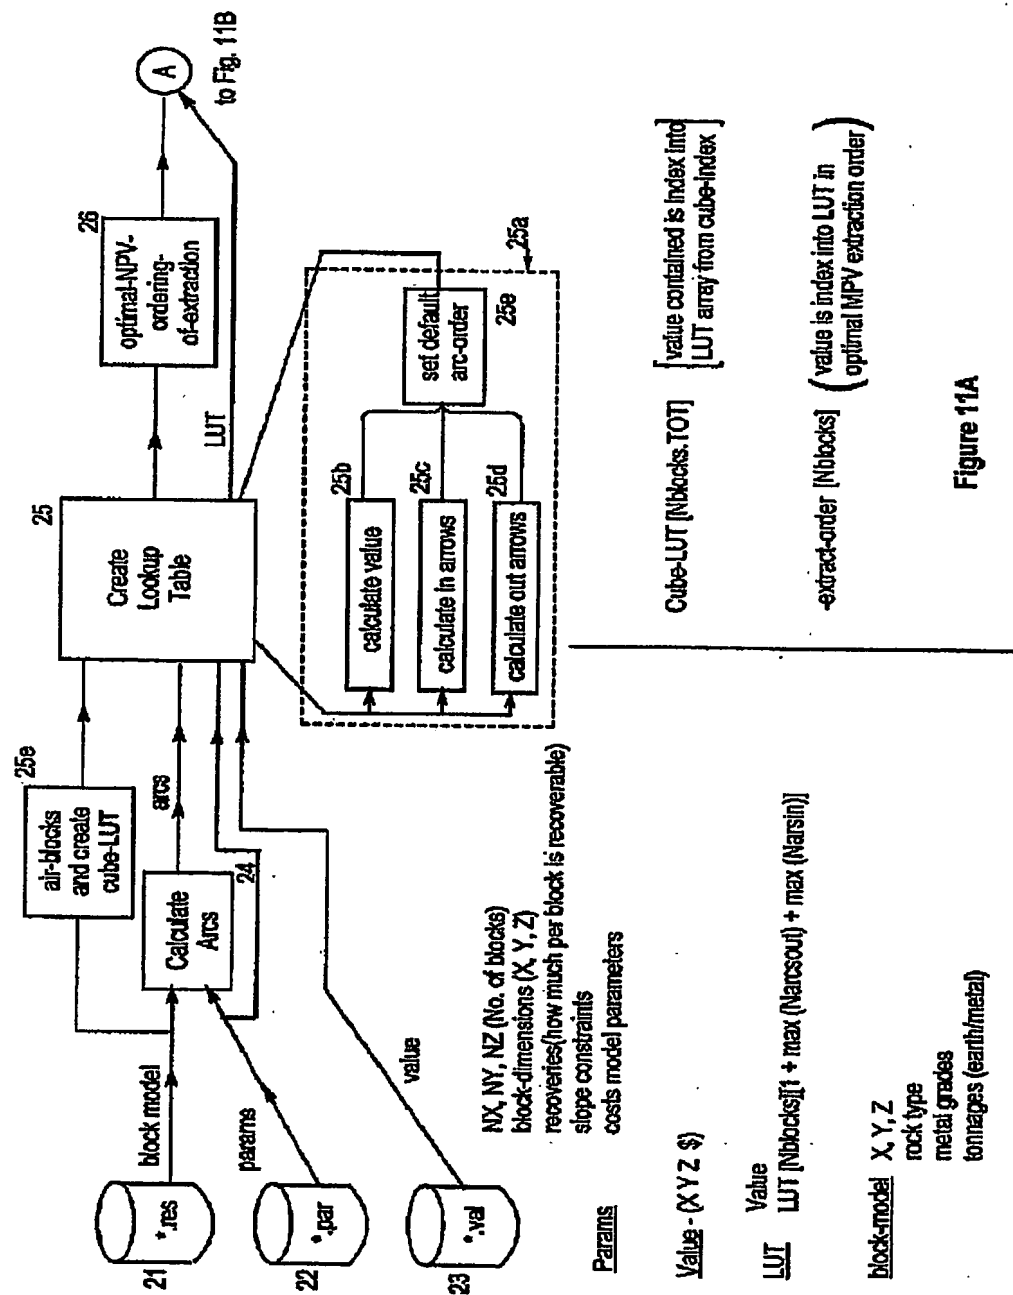 21
*.res
block model
22
*.par
params
23
*.val
value
25e
air-blocks
and create
cube-LUT
Calculate
Arcs
24
arcs
25
Create
Lookup
Table
LUT
26
optimal-NPV-
ordering-
of-extraction
A
to Fig. 11B
25a
25b
calculate value
25c
calculate in arrows
25d
calculate out arrows
set default
arc-order
25e
Params
NX, NY, NZ (No. of blocks)
block-dimensions (X, Y, Z)
recoveries(how much per block is recoverable)
slope constraints
costs model parameters
Value - (X Y Z $)
Value
LUT LUT [Nblocks][1 + max (Narcsout) + max (Narsin)]
block-model X, Y, Z
rock type
metal grades
tonnages (earth/metal)
Cube-LUT [Nblocks.TOT] [value contained is index into
LUT array from cube-index]
-extract-order [Nblocks] (value is index into LUT in
optimal MPV extraction order)
Figure 11A